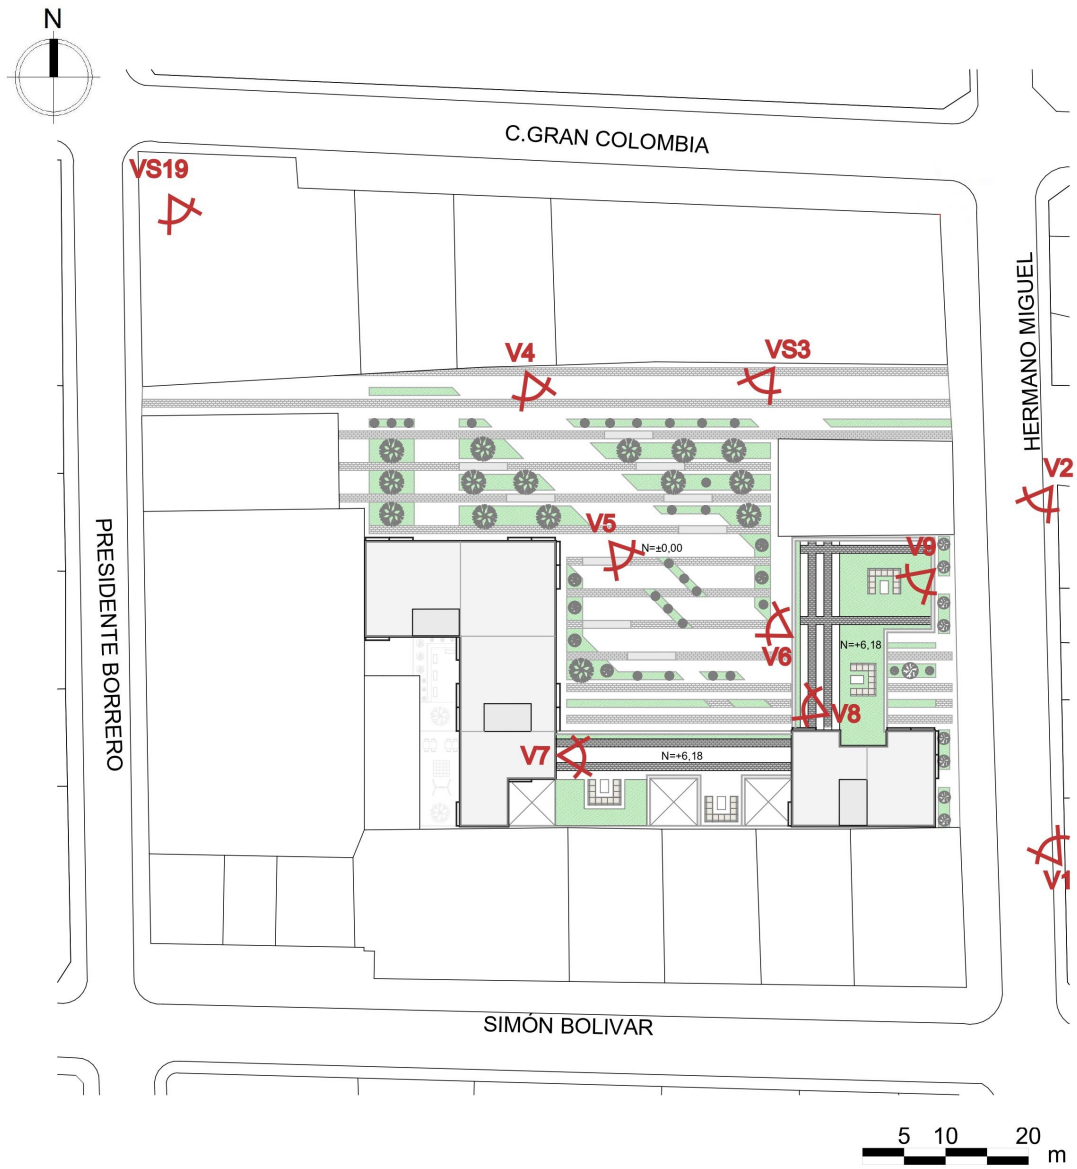 N
C.GRAN COLOMBIA
VS19
HERMANO MIGUEL
V4
VS3
V2
PRESIDENTE BORRERO
V5
N=±0,00
V9
V6
N=+6,18
V8
V7
N=+6,18
V1
SIMÓN BOLIVAR
5 10 20
m